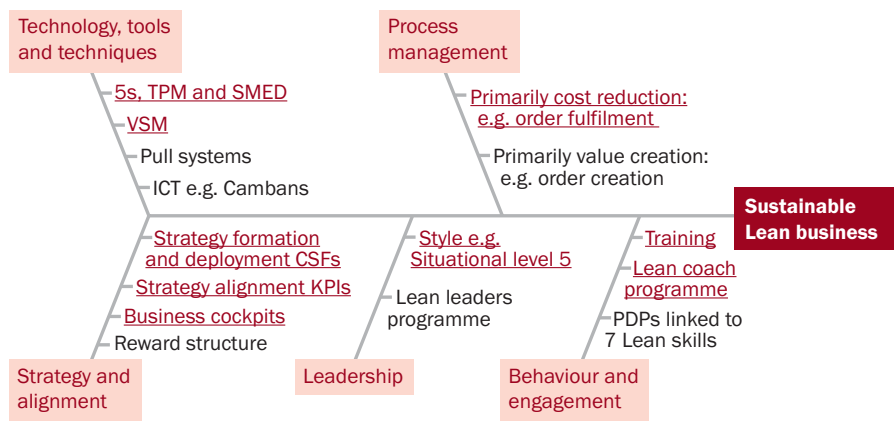 Technology, tools
and techniques
5s, TPM and SMED
VSM
Pull systems
ICT e.g. Cambans
Process
management
Primarily cost reduction:
e.g. order fulfilment
Primarily value creation:
e.g. order creation
Sustainable
Lean business
Strategy formation
and deployment CSFs
Strategy alignment KPIs
Business cockpits
Reward structure
Strategy and
alignment
Style e.g.
Situational level 5
Lean leaders
programme
Leadership
Training
Lean coach
programme
PDPs linked to
7 Lean skills
Behaviour and
engagement